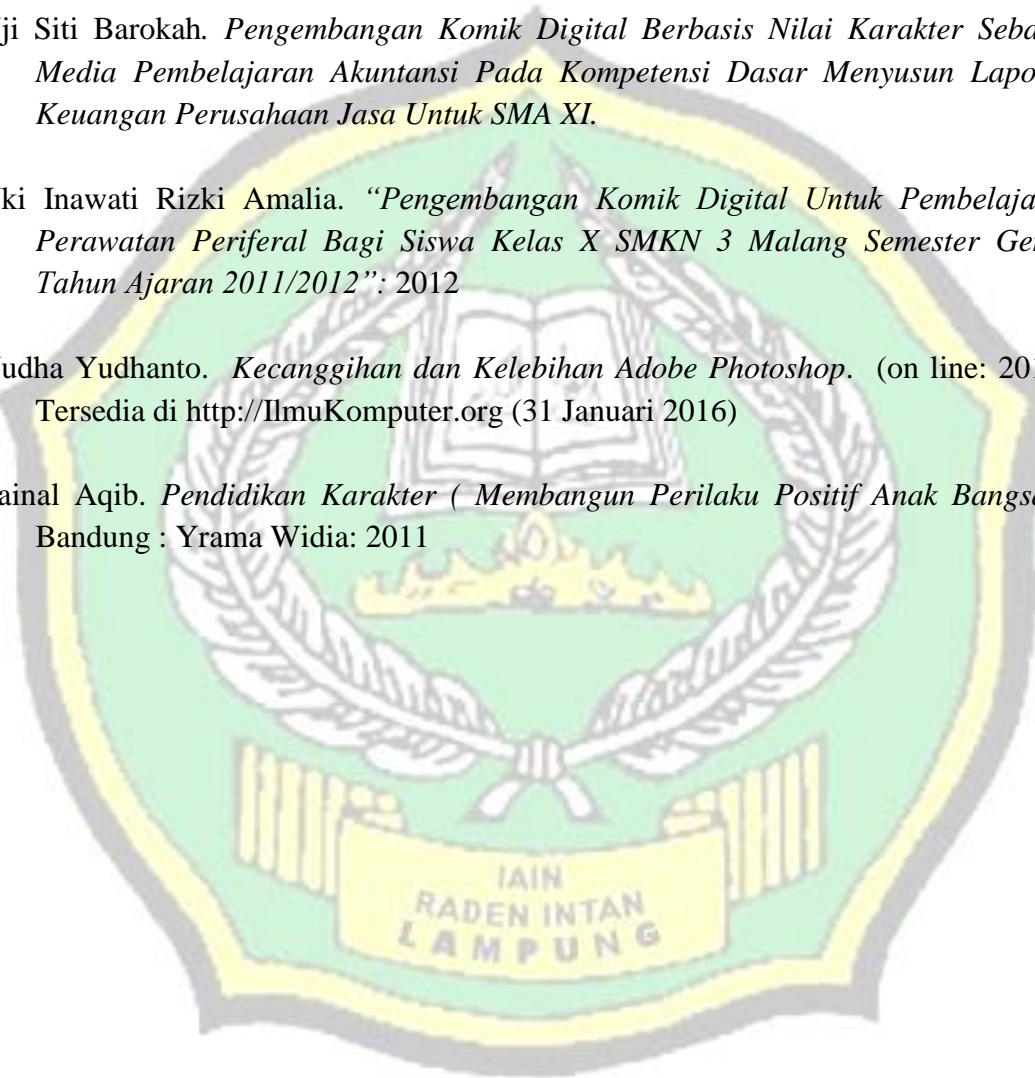 ji Siti Barokah. Pengembangan Komik Digital Berbasis Nilai Karakter Seba
Media Pembelajaran Akuntansi Pada Kompetensi Dasar Menyusun Lapo
Keuangan Perusahaan Jasa Untuk SMA XI.
ki Inawati Rizki Amalia. “Pengembangan Komik Digital Untuk Pembelaja
Perawatan Periferal Bagi Siswa Kelas X SMKN 3 Malang Semester Ge
Tahun Ajaran 2011/2012”: 2012
udha Yudhanto. Kecanggihan dan Kelebihan Adobe Photoshop. (on line: 201
Tersedia di http://IlmuKomputer.org (31 Januari 2016)
ainal Aqib. Pendidikan Karakter ( Membangun Perilaku Positif Anak Bangsa
Bandung : Yrama Widia: 2011
IAIN
RADEN INTAN
LAMPUNG